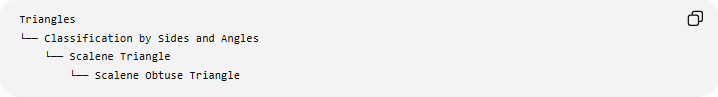 Triangles
└── Classification by Sides and Angles
    └── Scalene Triangle
        └── Scalene Obtuse Triangle